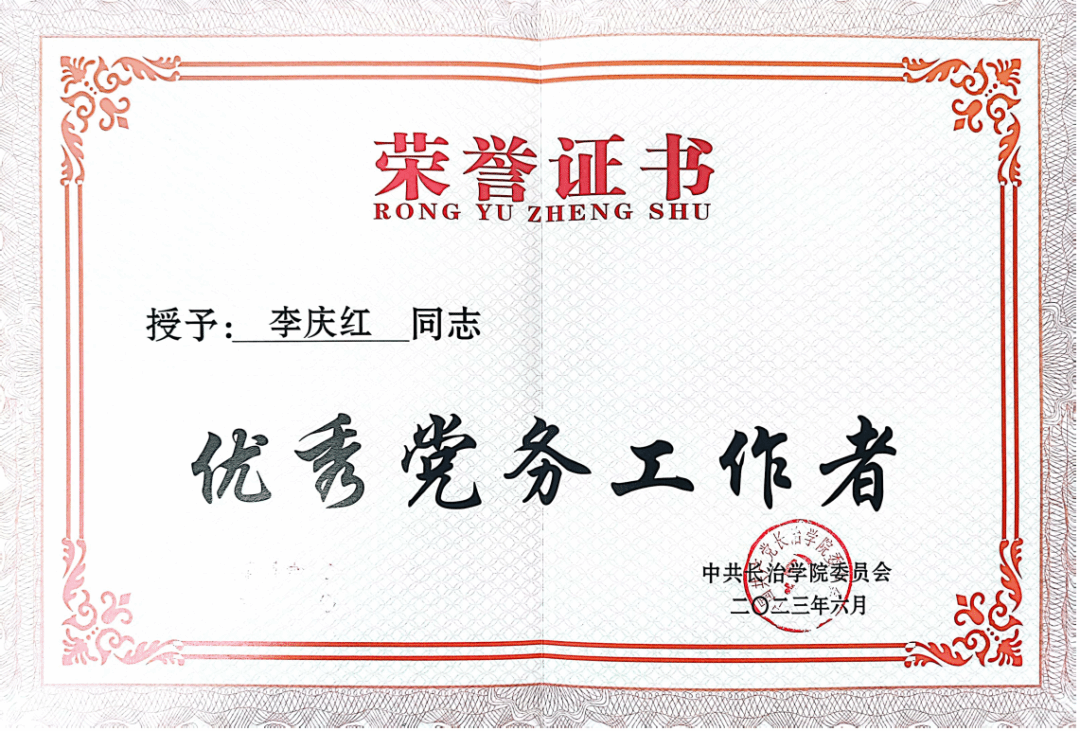 荣誉证书
RONG YU ZHENG SHU
授予：李庆红 同志
优秀党务工作者
中共长治学院委员会
二〇二三年六月